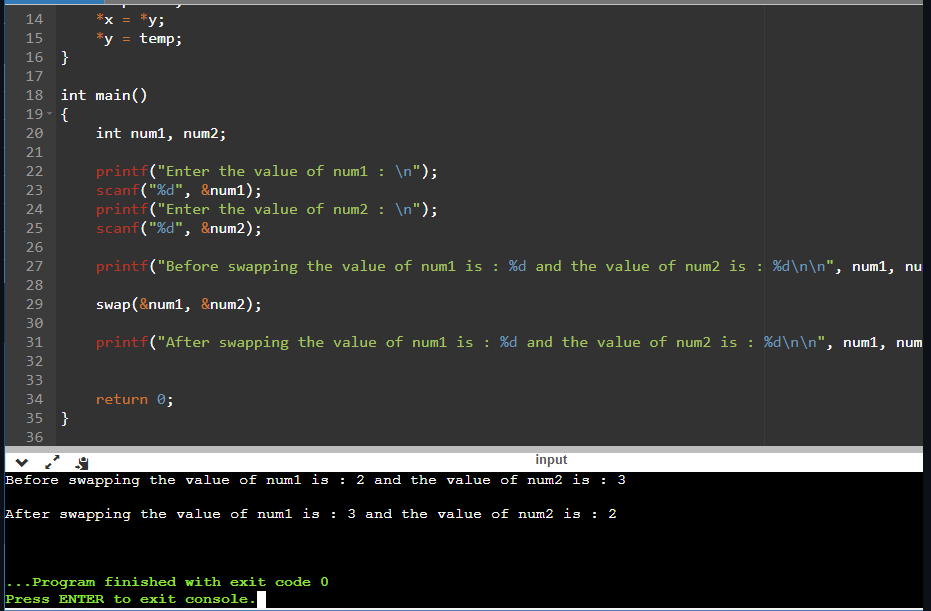 14 *x = *y;
15 *y = temp;
16 }
17
18 int main()
19 {
20 int num1, num2;
21
22 printf("Enter the value of num1 : \n");
23 scanf("%d", &num1);
24 printf("Enter the value of num2 : \n");
25 scanf("%d", &num2);
26
27 printf("Before swapping the value of num1 is : %d and the value of num2 is : %d\n\n", num1, nu
28
29 swap(&num1, &num2);
30
31 printf("After swapping the value of num1 is : %d and the value of num2 is : %d\n\n", num1, num
32
33
34 return 0;
35 }
36
input
Before swapping the value of num1 is : 2 and the value of num2 is : 3
After swapping the value of num1 is : 3 and the value of num2 is : 2
...Program finished with exit code 0
Press ENTER to exit console.